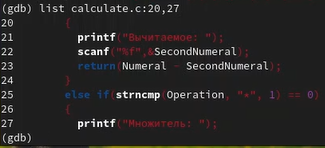 (gdb) list calculate.c:20,27
20 {
21 printf("Вычитаемое: ");
22 scanf("%f",&SecondNumeral);
23 return(Numeral - SecondNumeral);
24 }
25 else if(strncmp(Operation, "*", 1) == 0)
26 {
27 printf("Множитель: ");
(gdb)